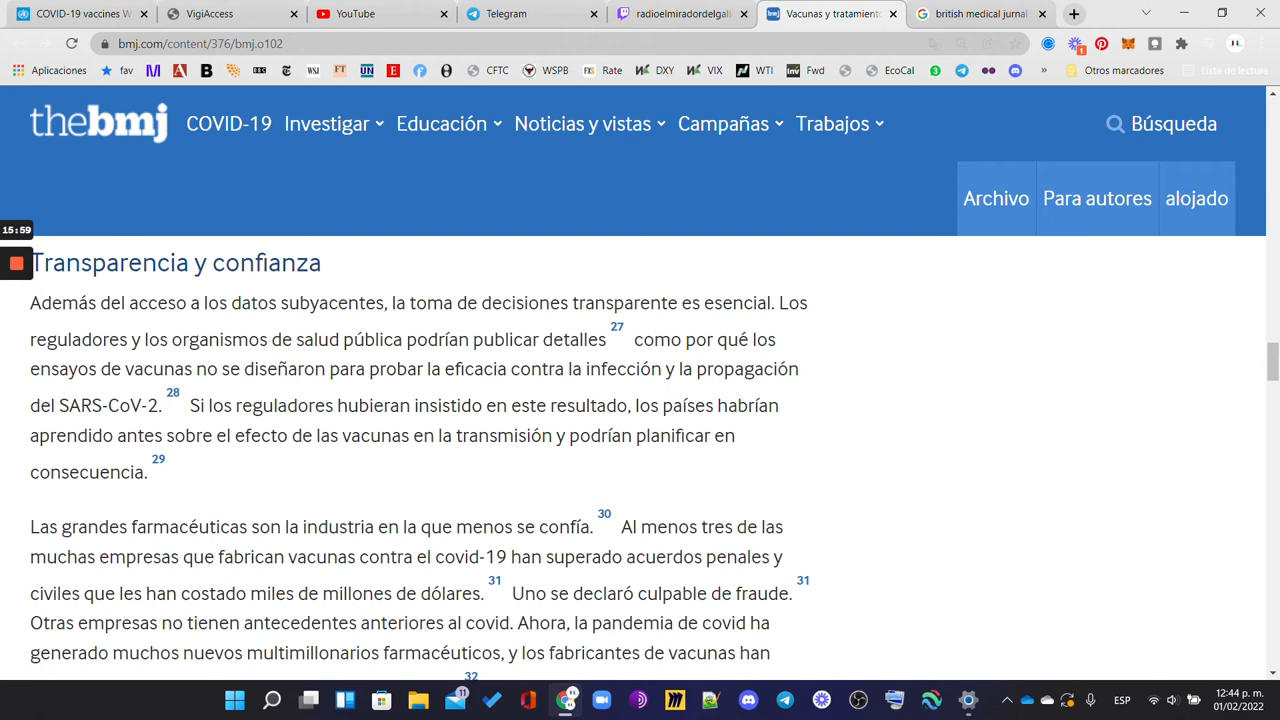 COVID-19 vaccines W
VigiAccess
YouTube
Telegram
radioelmiradordelgall
Vacunas y tratamiento
british medical jurnal
bmj.com/content/376/bmj.o102
Aplicaciones
fav
CFTC
WSPB
Rate
DXY
VIX
WTI
Fwd
EcoCal
»
Otros marcadores
Lista de lectura
thebmj
COVID-19
Investigar
Educación
Noticias y vistas
Campañas
Trabajos
Búsqueda
Archivo
Para autores
alojado
15:59
Transparencia y confianza
Además del acceso a los datos subyacentes, la toma de decisiones transparente es esencial. Los
reguladores y los organismos de salud pública podrían publicar detalles 27 como por qué los
ensayos de vacunas no se diseñaron para probar la eficacia contra la infección y la propagación
del SARS-CoV-2. 28 Si los reguladores hubieran insistido en este resultado, los países habrían
aprendido antes sobre el efecto de las vacunas en la transmisión y podrían planificar en
consecuencia. 29
Las grandes farmacéuticas son la industria en la que menos se confía. 30 Al menos tres de las
muchas empresas que fabrican vacunas contra el covid-19 han superado acuerdos penales y
civiles que les han costado miles de millones de dólares. 31 Uno se declaró culpable de fraude. 31
Otras empresas no tienen antecedentes anteriores al covid. Ahora, la pandemia de covid ha
generado muchos nuevos multimillonarios farmacéuticos, y los fabricantes de vacunas han
32
11
ESP
12:44 p. m.
01/02/2022